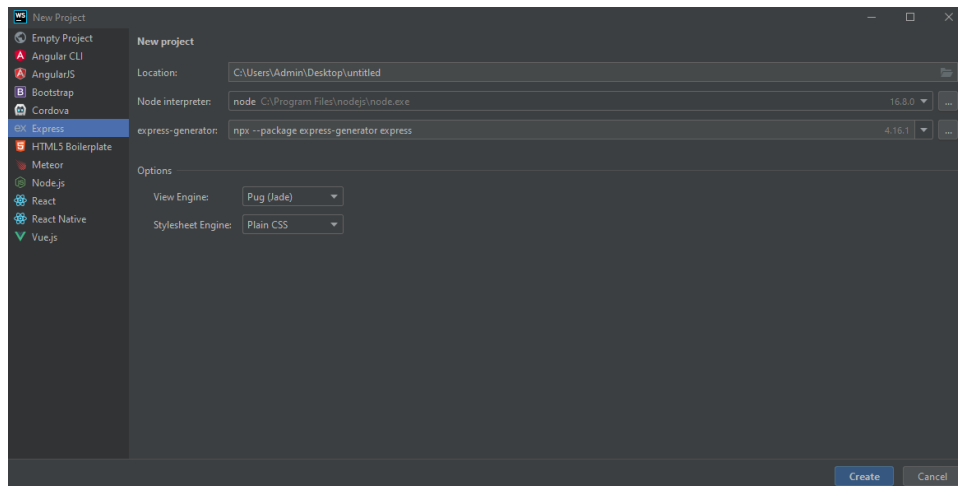 WS New Project
Empty Project
Angular CLI
AngularJS
Bootstrap
Cordova
ex Express
HTML5 Boilerplate
Meteor
Node.js
React
React Native
Vue.js
New project
Location: C:\Users\Admin\Desktop\untitled
Node interpreter: node C:\Program Files\nodejs\node.exe 16.8.0 ...
express-generator: npx --package express-generator express 4.16.1 ...
Options
View Engine: Pug (Jade)
Stylesheet Engine: Plain CSS
Create Cancel